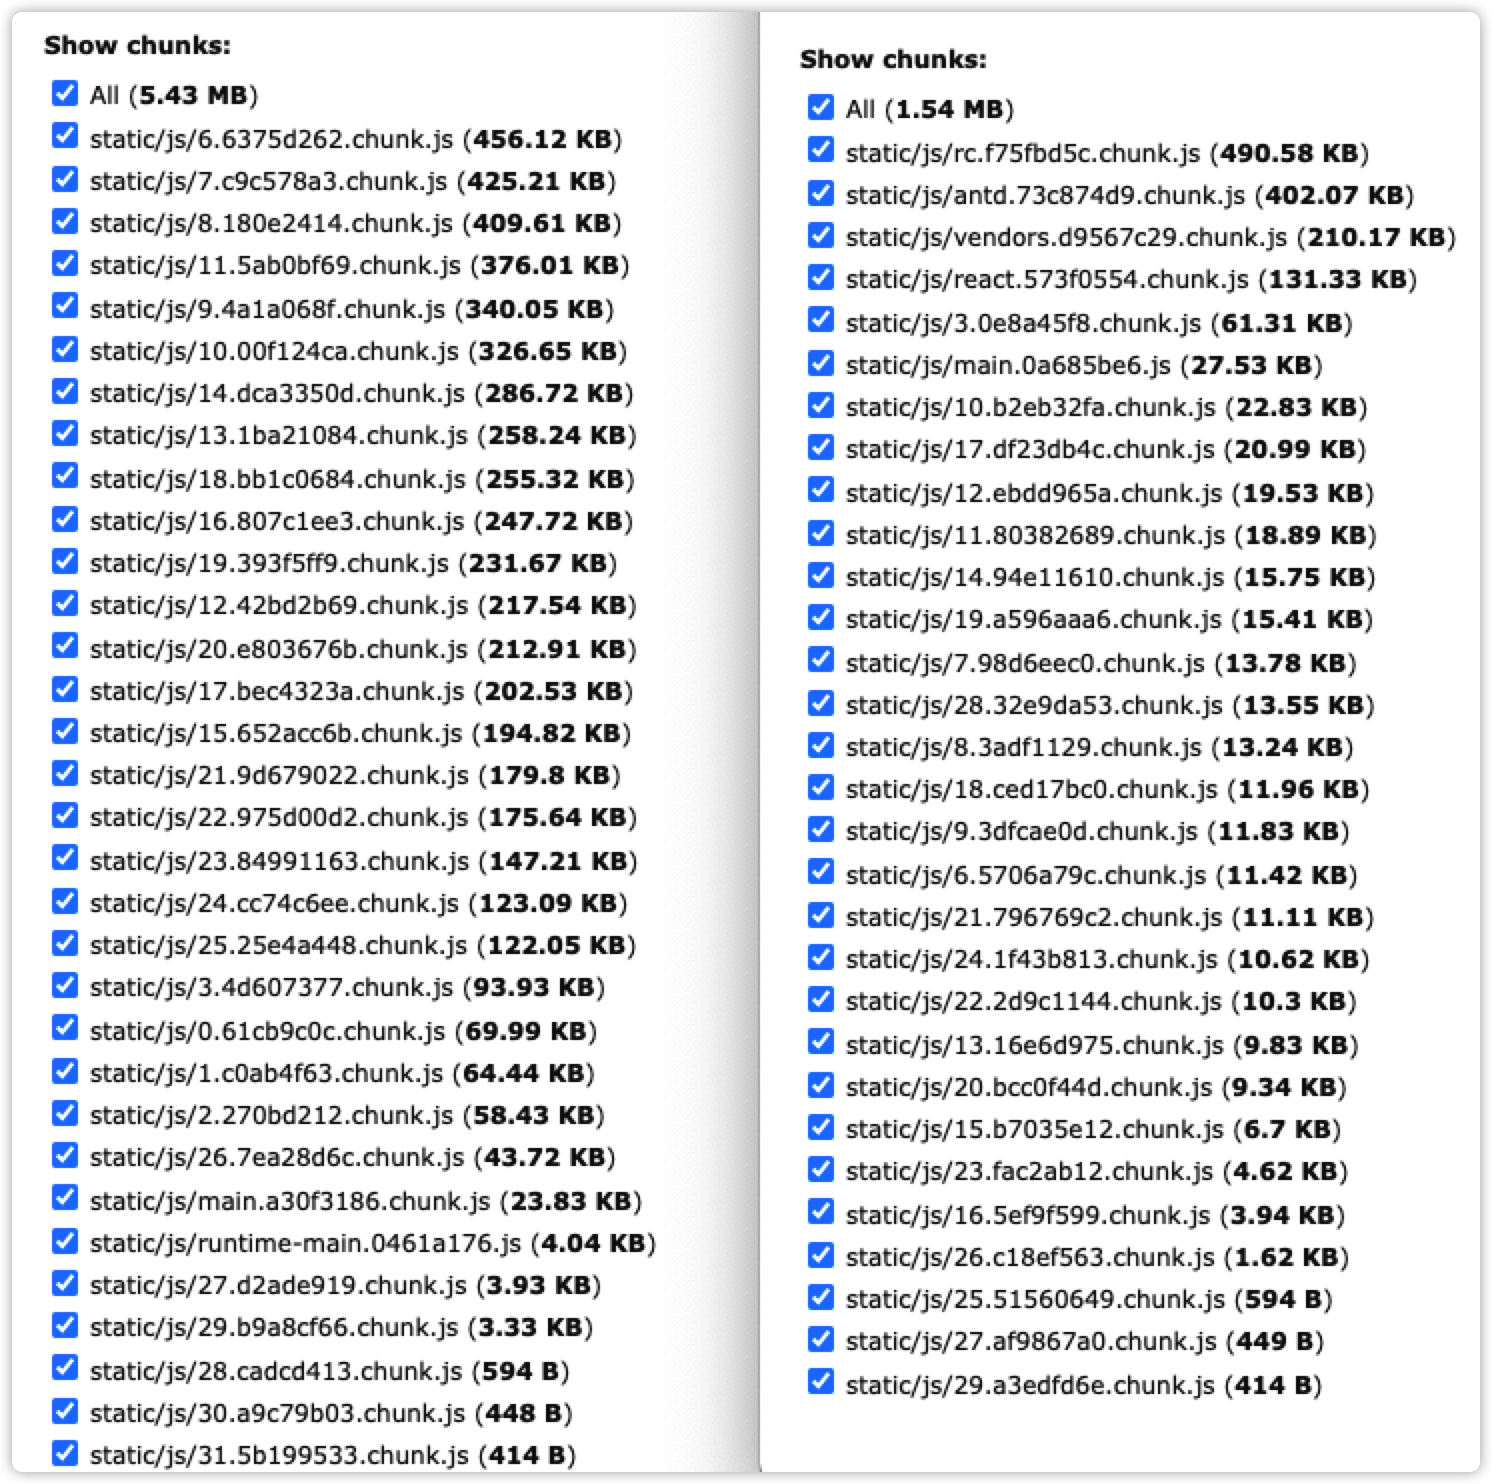 Show chunks:
All (5.43 MB)
static/js/6.6375d262.chunk.js (456.12 KB)
static/js/7.c9c578a3.chunk.js (425.21 KB)
static/js/8.180e2414.chunk.js (409.61 KB)
static/js/11.5ab0bf69.chunk.js (376.01 KB)
static/js/9.4a1a068f.chunk.js (340.05 KB)
static/js/10.00f124ca.chunk.js (326.65 KB)
static/js/14.dca3350d.chunk.js (286.72 KB)
static/js/13.1ba21084.chunk.js (258.24 KB)
static/js/18.bb1c0684.chunk.js (255.32 KB)
static/js/16.807c1ee3.chunk.js (247.72 KB)
static/js/19.393f5ff9.chunk.js (231.67 KB)
static/js/12.42bd2b69.chunk.js (217.54 KB)
static/js/20.e803676b.chunk.js (212.91 KB)
static/js/17.bec4323a.chunk.js (202.53 KB)
static/js/15.652acc6b.chunk.js (194.82 KB)
static/js/21.9d679022.chunk.js (179.8 KB)
static/js/22.975d00d2.chunk.js (175.64 KB)
static/js/23.84991163.chunk.js (147.21 KB)
static/js/24.cc74c6ee.chunk.js (123.09 KB)
static/js/25.25e4a448.chunk.js (122.05 KB)
static/js/3.4d607377.chunk.js (93.93 KB)
static/js/0.61cb9c0c.chunk.js (69.99 KB)
static/js/1.c0ab4f63.chunk.js (64.44 KB)
static/js/2.270bd212.chunk.js (58.43 KB)
static/js/26.7ea28d6c.chunk.js (43.72 KB)
static/js/main.a30f3186.chunk.js (23.83 KB)
static/js/runtime-main.0461a176.js (4.04 KB)
static/js/27.d2ade919.chunk.js (3.93 KB)
static/js/29.b9a8cf66.chunk.js (3.33 KB)
static/js/28.cadcd413.chunk.js (594 B)
static/js/30.a9c79b03.chunk.js (448 B)
static/js/31.5b199533.chunk.js (414 B)
Show chunks:
All (1.54 MB)
static/js/rc.f75fbd5c.chunk.js (490.58 KB)
static/js/antd.73c874d9.chunk.js (402.07 KB)
static/js/vendors.d9567c29.chunk.js (210.17 KB)
static/js/react.573f0554.chunk.js (131.33 KB)
static/js/3.0e8a45f8.chunk.js (61.31 KB)
static/js/main.0a685be6.js (27.53 KB)
static/js/10.b2eb32fa.chunk.js (22.83 KB)
static/js/17.df23db4c.chunk.js (20.99 KB)
static/js/12.ebdd965a.chunk.js (19.53 KB)
static/js/11.80382689.chunk.js (18.89 KB)
static/js/14.94e11610.chunk.js (15.75 KB)
static/js/19.a596aaa6.chunk.js (15.41 KB)
static/js/7.98d6eec0.chunk.js (13.78 KB)
static/js/28.32e9da53.chunk.js (13.55 KB)
static/js/8.3adf1129.chunk.js (13.24 KB)
static/js/18.ced17bc0.chunk.js (11.96 KB)
static/js/9.3dfcae0d.chunk.js (11.83 KB)
static/js/6.5706a79c.chunk.js (11.42 KB)
static/js/21.796769c2.chunk.js (11.11 KB)
static/js/24.1f43b813.chunk.js (10.62 KB)
static/js/22.2d9c1144.chunk.js (10.3 KB)
static/js/13.16e6d975.chunk.js (9.83 KB)
static/js/20.bcc0f44d.chunk.js (9.34 KB)
static/js/15.b7035e12.chunk.js (6.7 KB)
static/js/23.fac2ab12.chunk.js (4.62 KB)
static/js/16.5ef9f599.chunk.js (3.94 KB)
static/js/26.c18ef563.chunk.js (1.62 KB)
static/js/25.51560649.chunk.js (594 B)
static/js/27.af9867a0.chunk.js (449 B)
static/js/29.a3edfd6e.chunk.js (414 B)